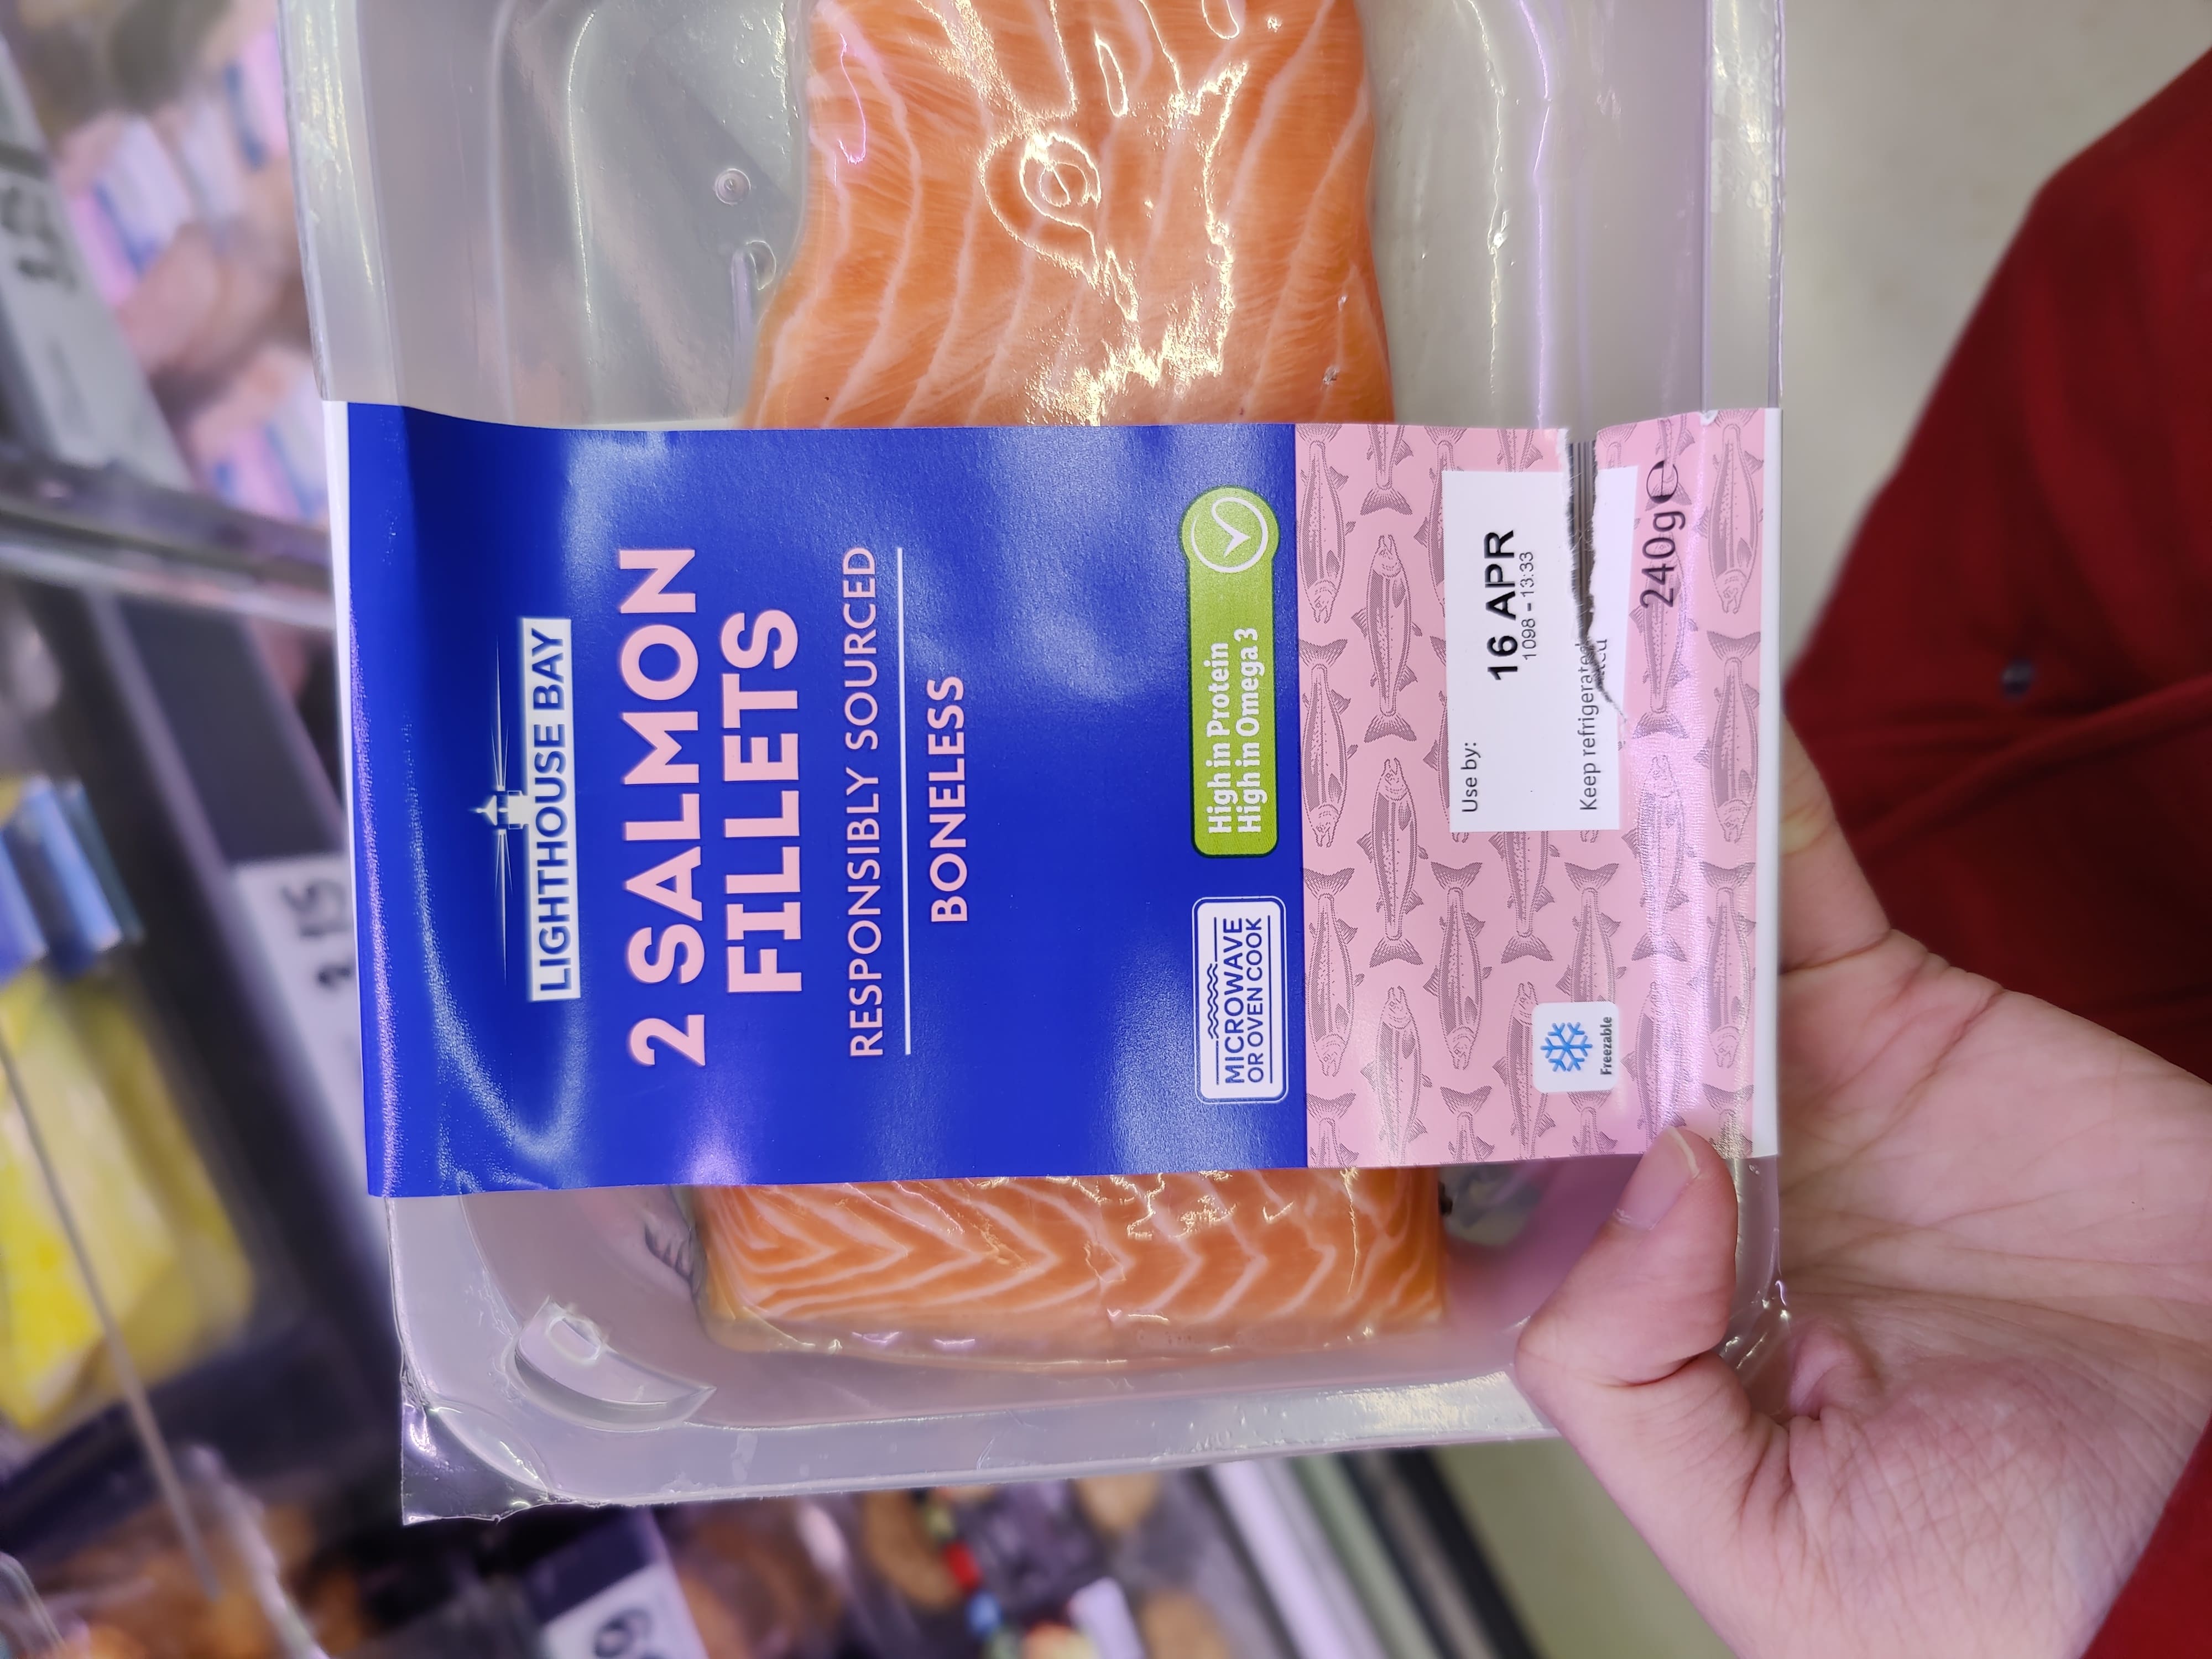 LIGHTHOUSE BAY
2 SALMON
FILLETS
RESPONSIBLY SOURCED
BONELESS
MICROWAVE
OR OVEN COOK
High in Protein
High in Omega 3
Use by:
16 APR
1098 - 13:33
Keep refrigerated
Freezable
240g℮